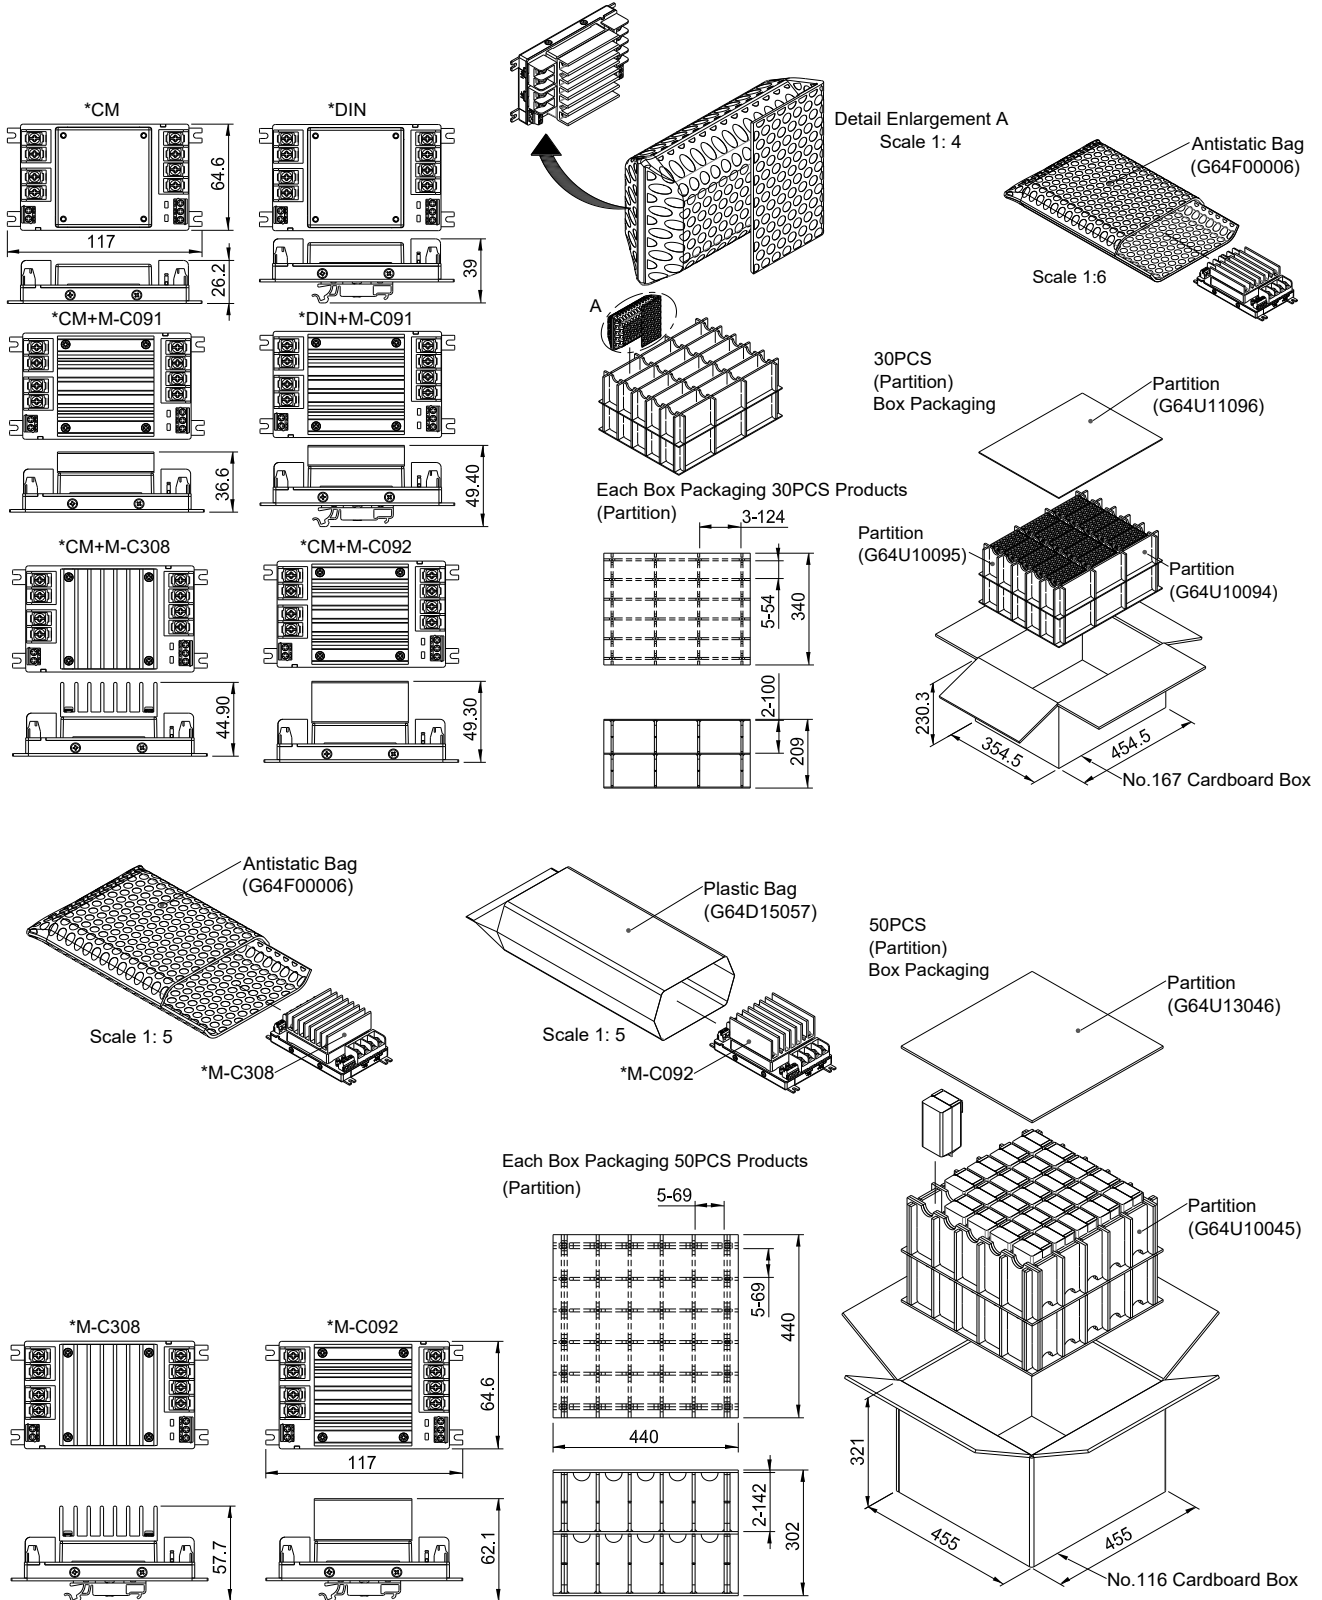 *CM
*DIN
64.6
117
26.2
39
*CM+M-C091
*DIN+M-C091
36.6
49.40
*CM+M-C308
*CM+M-C092
44.90
49.30
Detail Enlargement A
Scale 1: 4
A
Each Box Packaging 30PCS Products
(Partition)
3-124
5-54
340
2-100
209
Antistatic Bag
(G64F00006)
Scale 1:6
30PCS
(Partition)
Box Packaging
Partition
(G64U11096)
Partition
(G64U10095)
Partition
(G64U10094)
230.3
354.5
454.5
No.167 Cardboard Box
Antistatic Bag
(G64F00006)
Scale 1: 5
*M-C308
Plastic Bag
(G64D15057)
Scale 1: 5
*M-C092
50PCS
(Partition)
Box Packaging
Partition
(G64U13046)
Partition
(G64U10045)
321
455
455
No.116 Cardboard Box
Each Box Packaging 50PCS Products
(Partition)
5-69
5-69
440
440
2-142
302
*M-C308
*M-C092
64.6
117
57.7
62.1